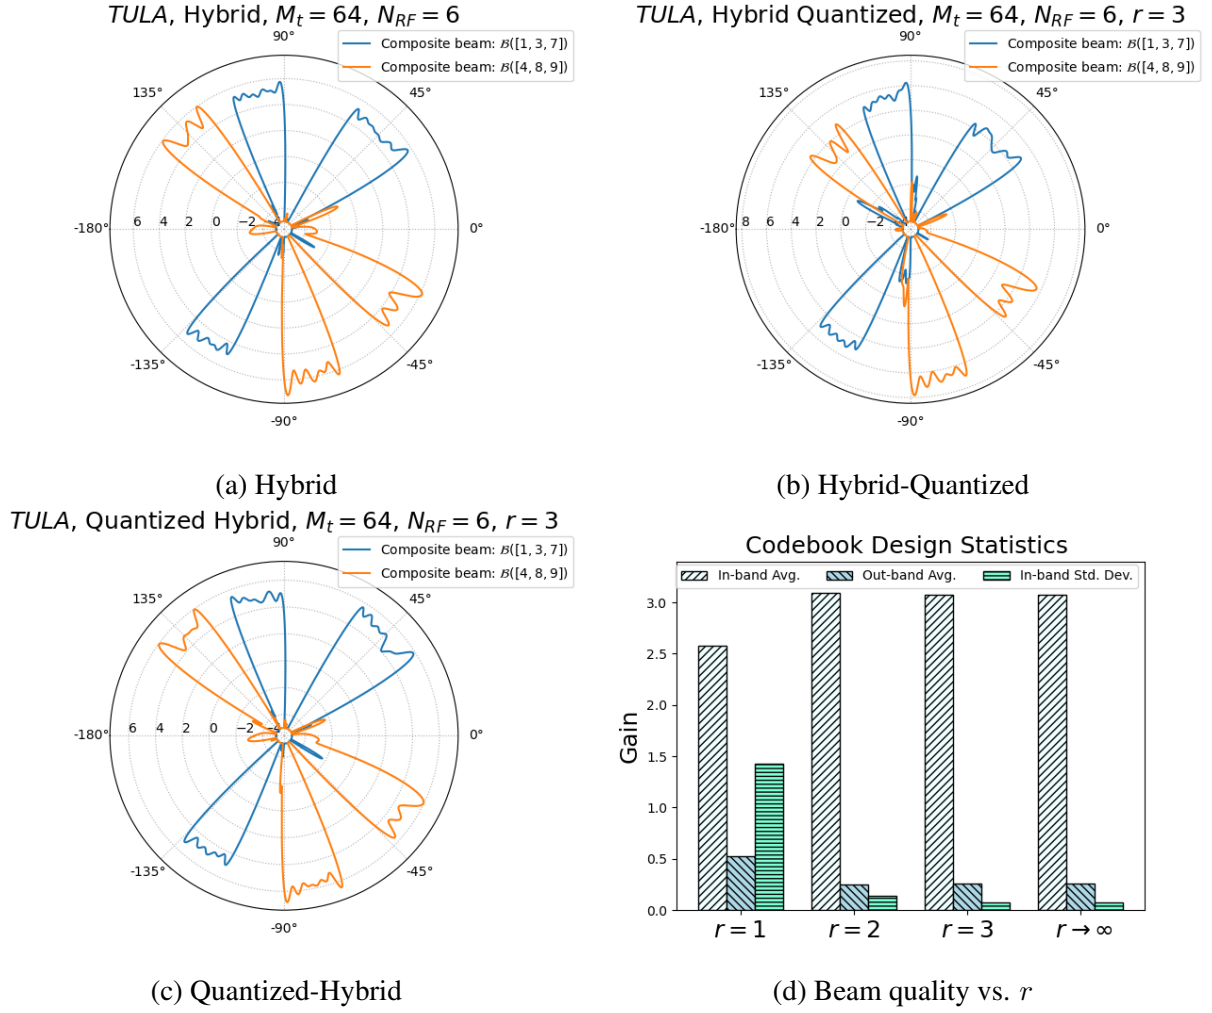 TULA, Hybrid, M_t = 64, N_RF = 6
Composite beam: ℬ([1, 3, 7])
Composite beam: ℬ([4, 8, 9])
90°
135°
45°
-180°
6 4 2 0 −2 −4
0°
-135°
-45°
-90°
(a) Hybrid
TULA, Hybrid Quantized, M_t = 64, N_RF = 6, r = 3
Composite beam: ℬ([1, 3, 7])
Composite beam: ℬ([4, 8, 9])
90°
135°
45°
-180°
8 6 4 2 0 −2 −4
0°
-135°
-45°
-90°
(b) Hybrid-Quantized
TULA, Quantized Hybrid, M_t = 64, N_RF = 6, r = 3
Composite beam: ℬ([1, 3, 7])
Composite beam: ℬ([4, 8, 9])
90°
135°
45°
-180°
6 4 2 0 −2 −4
0°
-135°
-45°
-90°
(c) Quantized-Hybrid
Codebook Design Statistics
In-band Avg. Out-band Avg. In-band Std. Dev.
3.0
2.5
2.0
1.5
1.0
0.5
0.0
Gain
r = 1 r = 2 r = 3 r → ∞
(d) Beam quality vs. r